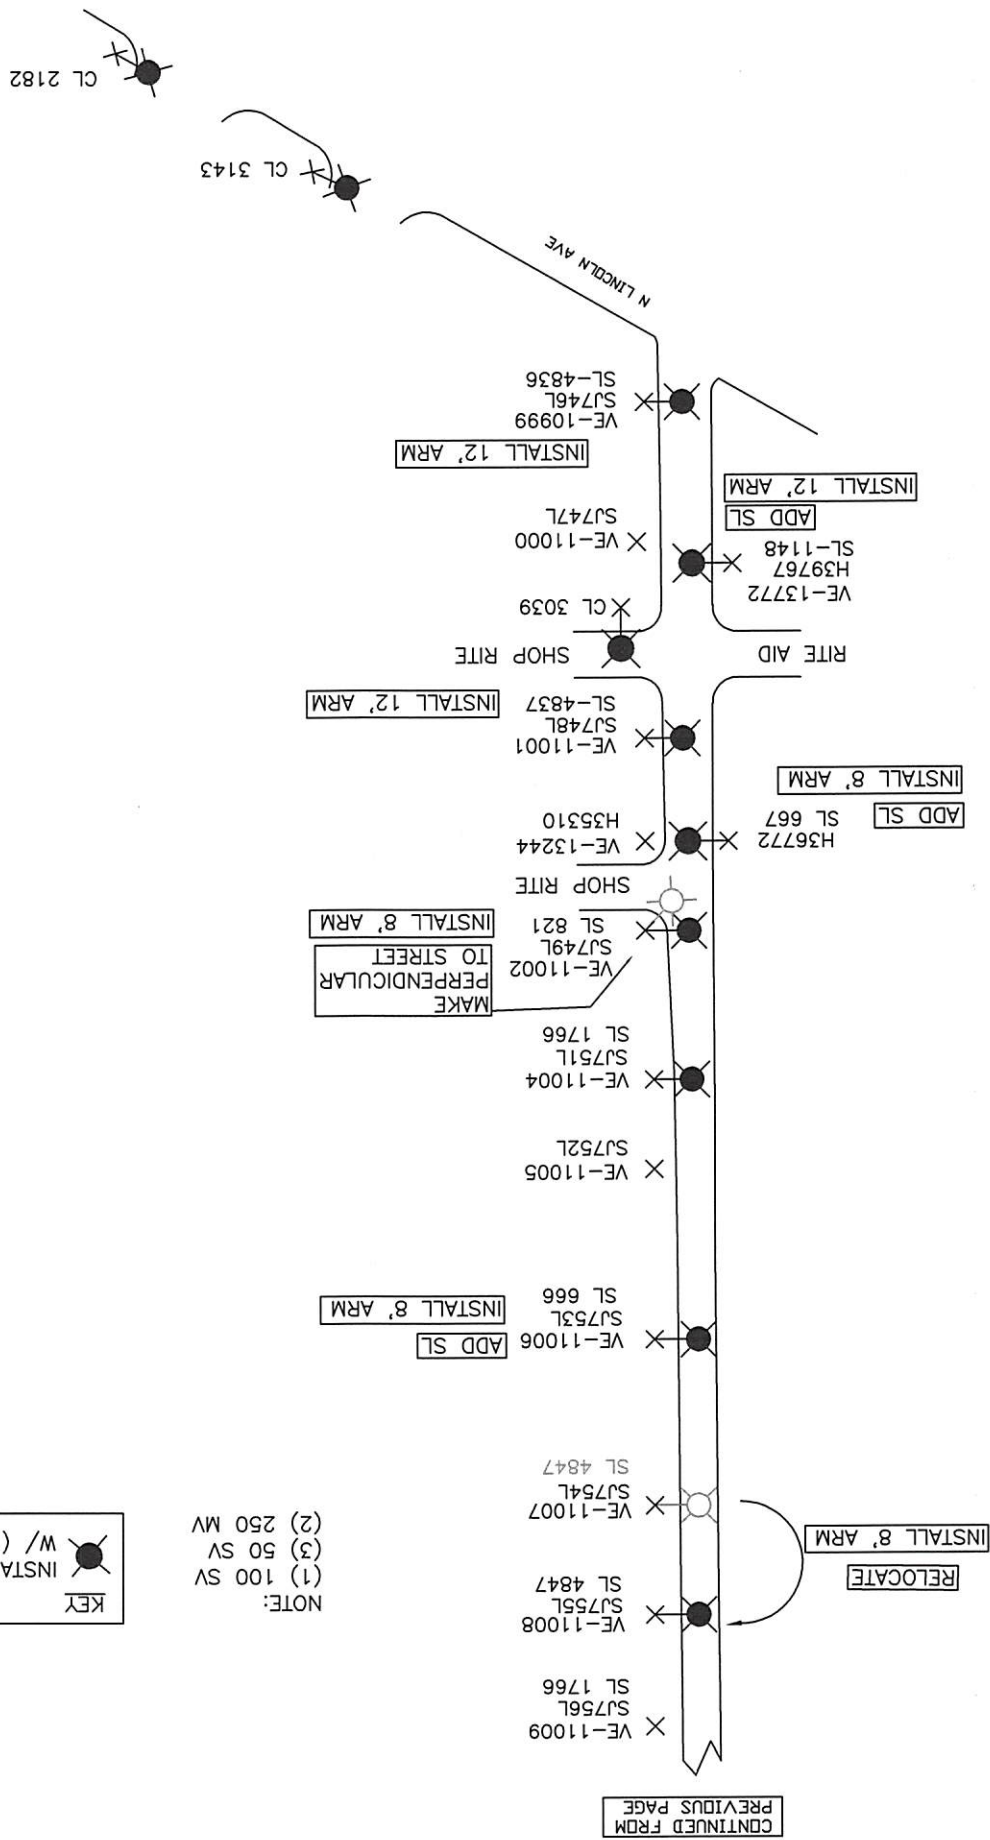 CONTINUED FROM
PREVIOUS PAGE
VE-11009
SJ756L
SL 1766
VE-11008
SJ755L
SL 4847
RELOCATE
INSTALL 8' ARM
VE-11007
SJ754L
SL 4847
NOTE:
(1) 100 SV
(3) 50 SV
(2) 250 MV
KEY
INSTA
W/ (
VE-11006
SJ753L
SL 666
ADD SL
INSTALL 8' ARM
VE-11005
SJ752L
VE-11004
SJ751L
SL 1766
MAKE
PERPENDICULAR
TO STREET
VE-11002
SJ749L
SL 821
INSTALL 8' ARM
SHOP RITE
H36772
SL 667
ADD SL
INSTALL 8' ARM
VE-13244
H35310
VE-11001
SJ748L
SL-4837
INSTALL 12' ARM
RITE AID
SHOP RITE
CL 3039
VE-13772
H39767
SL-1148
ADD SL
INSTALL 12' ARM
VE-11000
SJ747L
INSTALL 12' ARM
VE-10999
SJ746L
SL-4836
N LINCOLN AVE
CL 3143
CL 2182